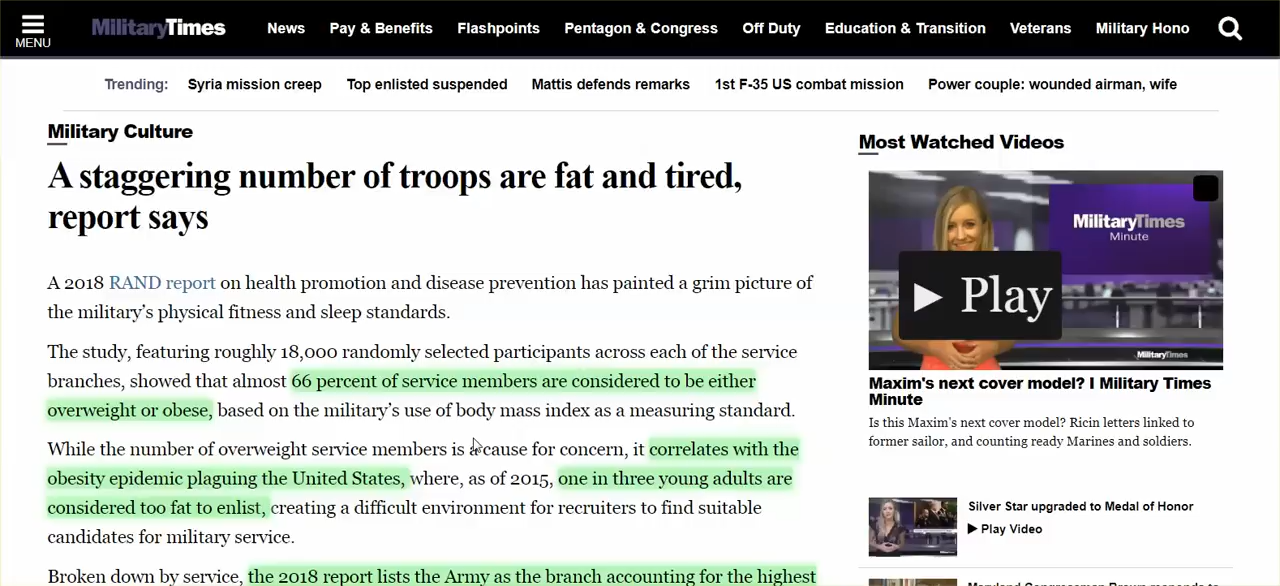 MENU
MilitaryTimes
News Pay & Benefits Flashpoints Pentagon & Congress Off Duty Education & Transition Veterans Military Hono
Trending: Syria mission creep Top enlisted suspended Mattis defends remarks 1st F-35 US combat mission Power couple: wounded airman, wife
Military Culture
A staggering number of troops are fat and tired,
report says
A 2018 RAND report on health promotion and disease prevention has painted a grim picture of
the military's physical fitness and sleep standards.
The study, featuring roughly 18,000 randomly selected participants across each of the service
branches, showed that almost 66 percent of service members are considered to be either
overweight or obese, based on the military's use of body mass index as a measuring standard.
While the number of overweight service members is a cause for concern, it correlates with the
obesity epidemic plaguing the United States, where, as of 2015, one in three young adults are
considered too fat to enlist, creating a difficult environment for recruiters to find suitable
candidates for military service.
Broken down by service, the 2018 report lists the Army as the branch accounting for the highest
Most Watched Videos
MilitaryTimes
Minute
Play
MilitaryTimes
Maxim's next cover model? I Military Times
Minute
Is this Maxim's next cover model? Ricin letters linked to
former sailor, and counting ready Marines and soldiers.
Silver Star upgraded to Medal of Honor
Play Video